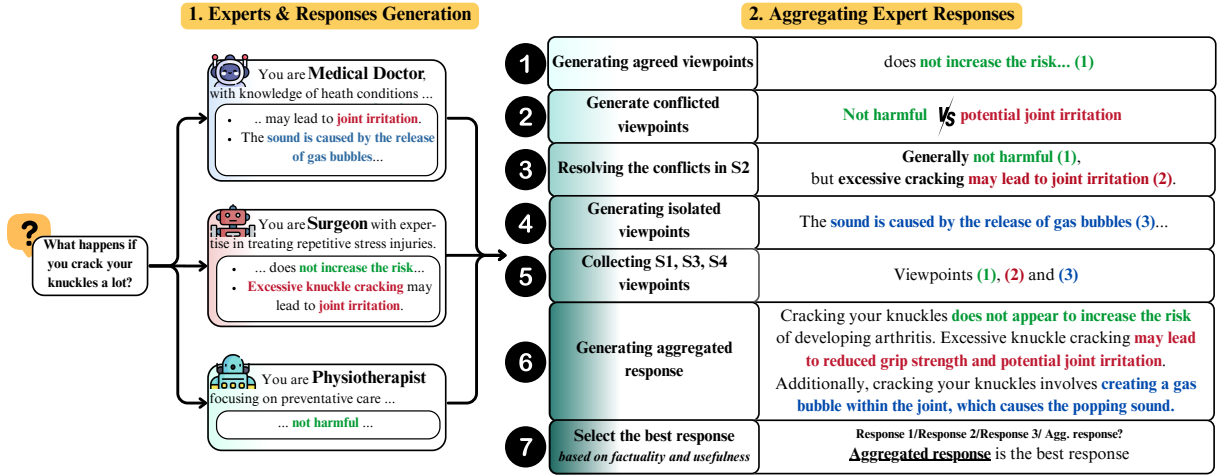 1. Experts & Responses Generation
What happens if
you crack your
knuckles a lot?
You are Medical Doctor,
with knowledge of heath conditions ...
.. may lead to joint irritation.
The sound is caused by the release
of gas bubbles...
You are Surgeon with exper-
tise in treating repetitive stress injuries.
... does not increase the risk...
Excessive knuckle cracking may
lead to joint irritation.
You are Physiotherapist
focusing on preventative care ...
... not harmful ...
2. Aggregating Expert Responses
1
Generating agreed viewpoints
does not increase the risk... (1)
2
Generate conflicted
viewpoints
Not harmful VS potential joint irritation
3
Resolving the conflicts in S2
Generally not harmful (1),
but excessive cracking may lead to joint irritation (2).
4
Generating isolated
viewpoints
The sound is caused by the release of gas bubbles (3)...
5
Collecting S1, S3, S4
viewpoints
Viewpoints (1), (2) and (3)
6
Generating aggregated
response
Cracking your knuckles does not appear to increase the risk
of developing arthritis. Excessive knuckle cracking may lead
to reduced grip strength and potential joint irritation.
Additionally, cracking your knuckles involves creating a gas
bubble within the joint, which causes the popping sound.
7
Select the best response
based on factuality and usefulness
Response 1/Response 2/Response 3/ Agg. response?
Aggregated response is the best response